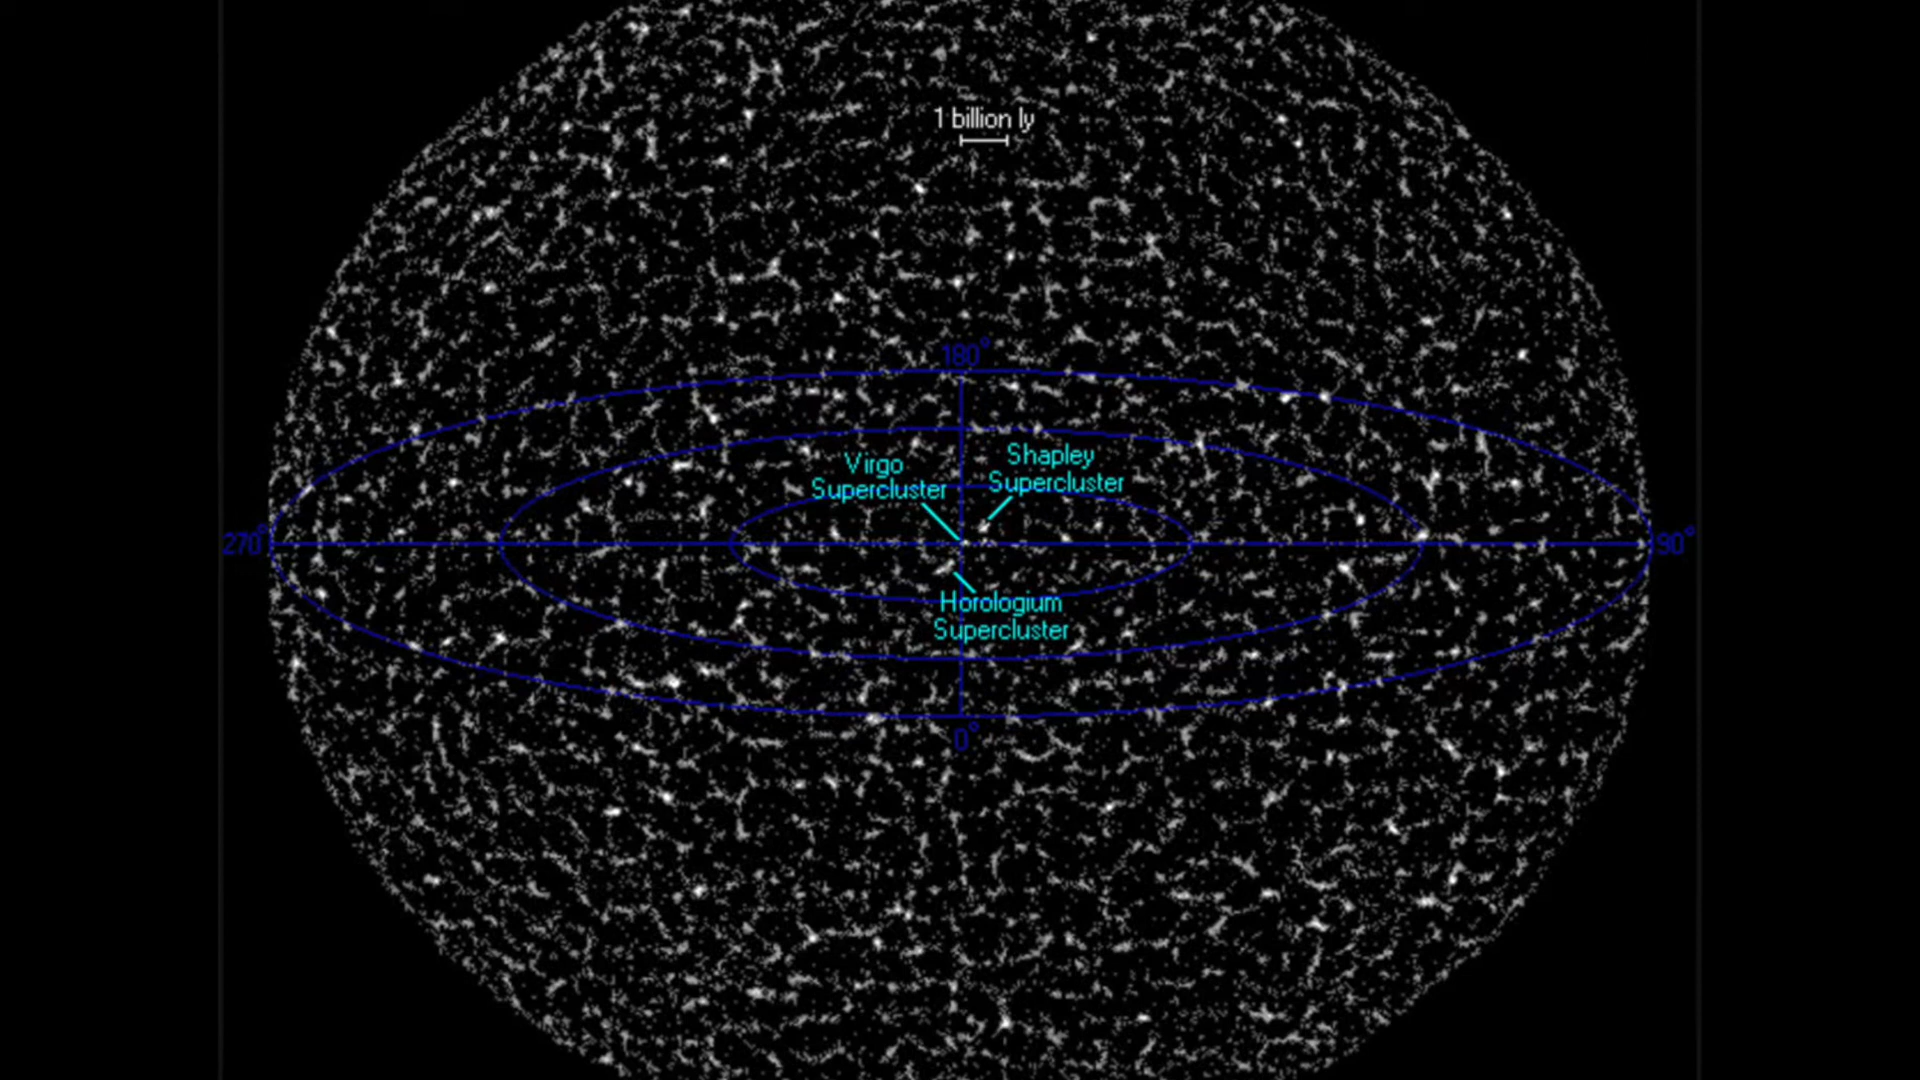 1 billion ly
180°
Virgo
Supercluster
Shapley
Supercluster
270°
90°
Horologium
Supercluster
0°